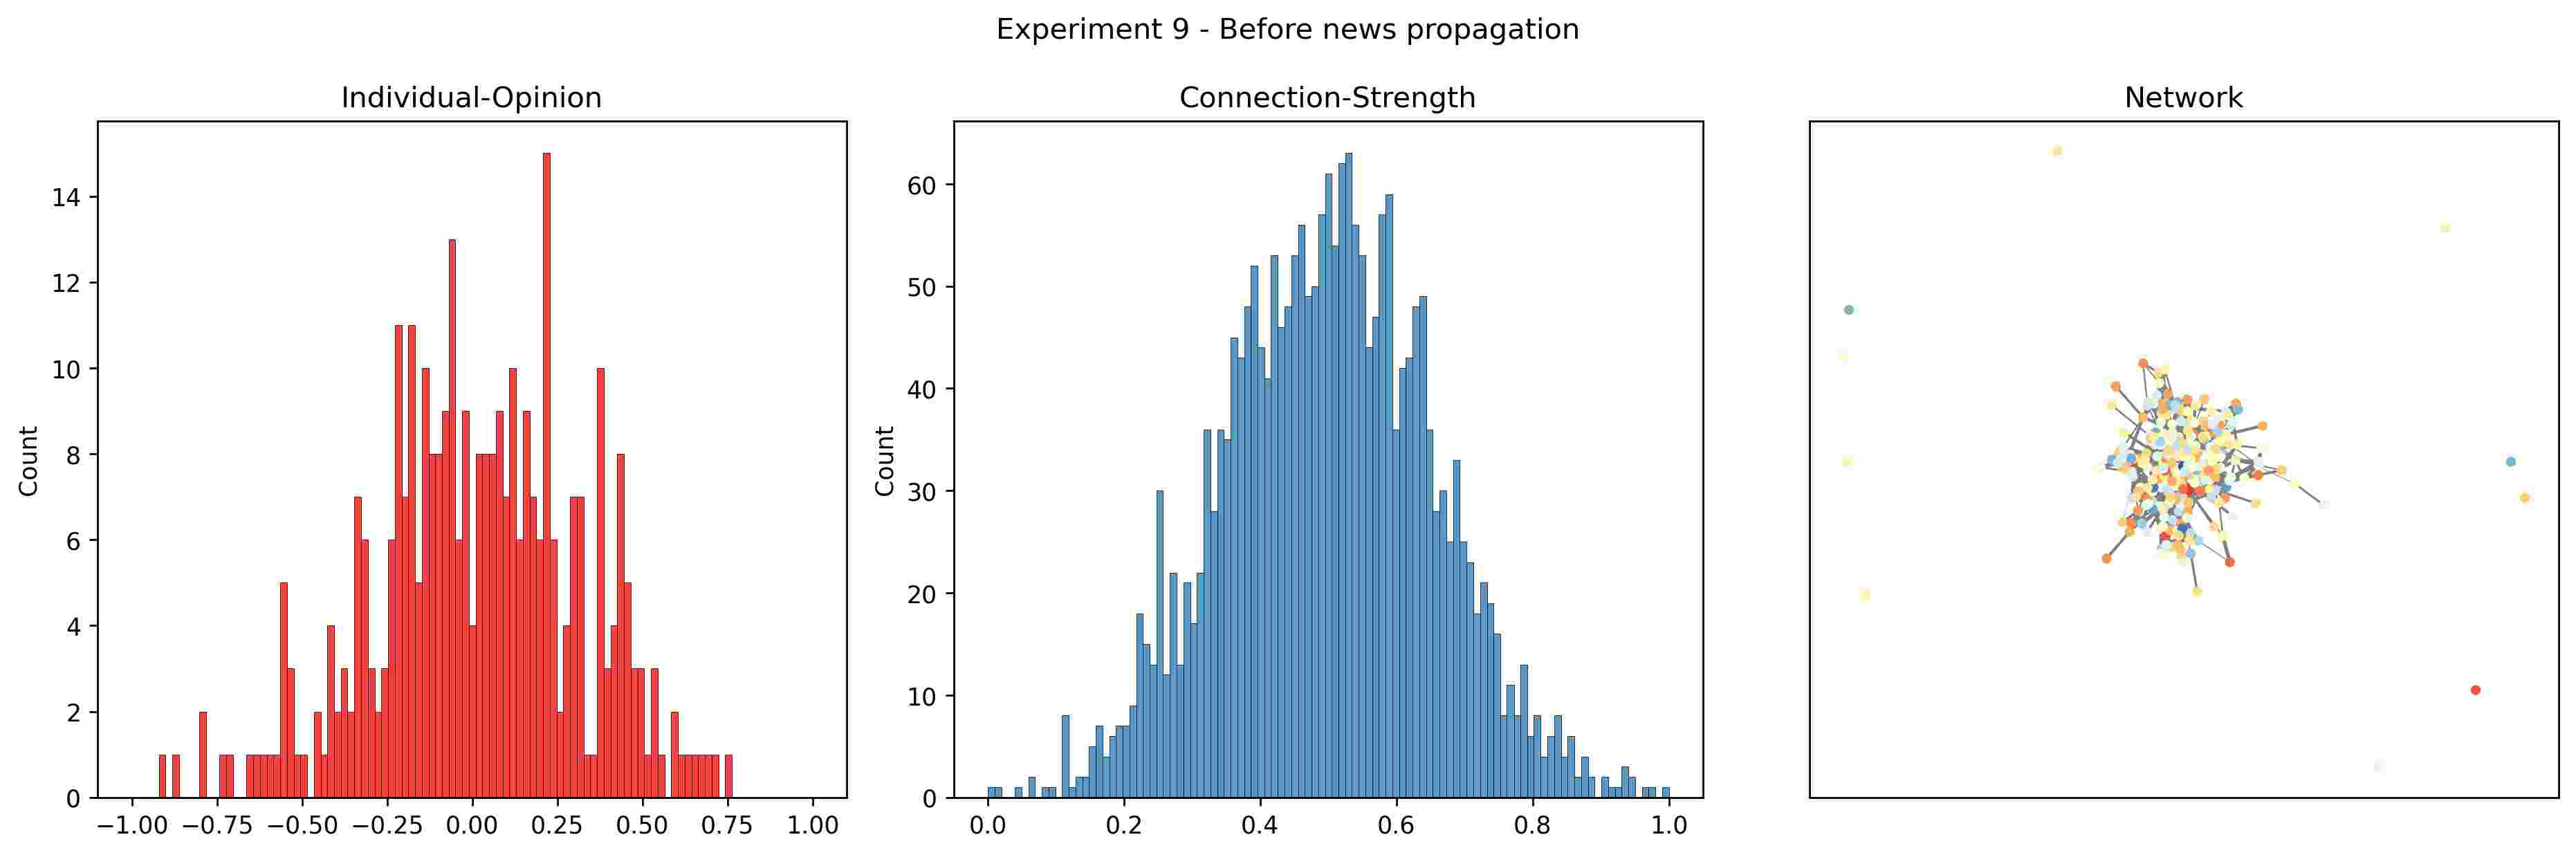 Experiment 9 - Before news propagation
Individual-Opinion
Count
14
12
10
8
6
4
2
0
−1.00 −0.75 −0.50 −0.25 0.00 0.25 0.50 0.75 1.00
Connection-Strength
Count
60
50
40
30
20
10
0
0.0 0.2 0.4 0.6 0.8 1.0
Network